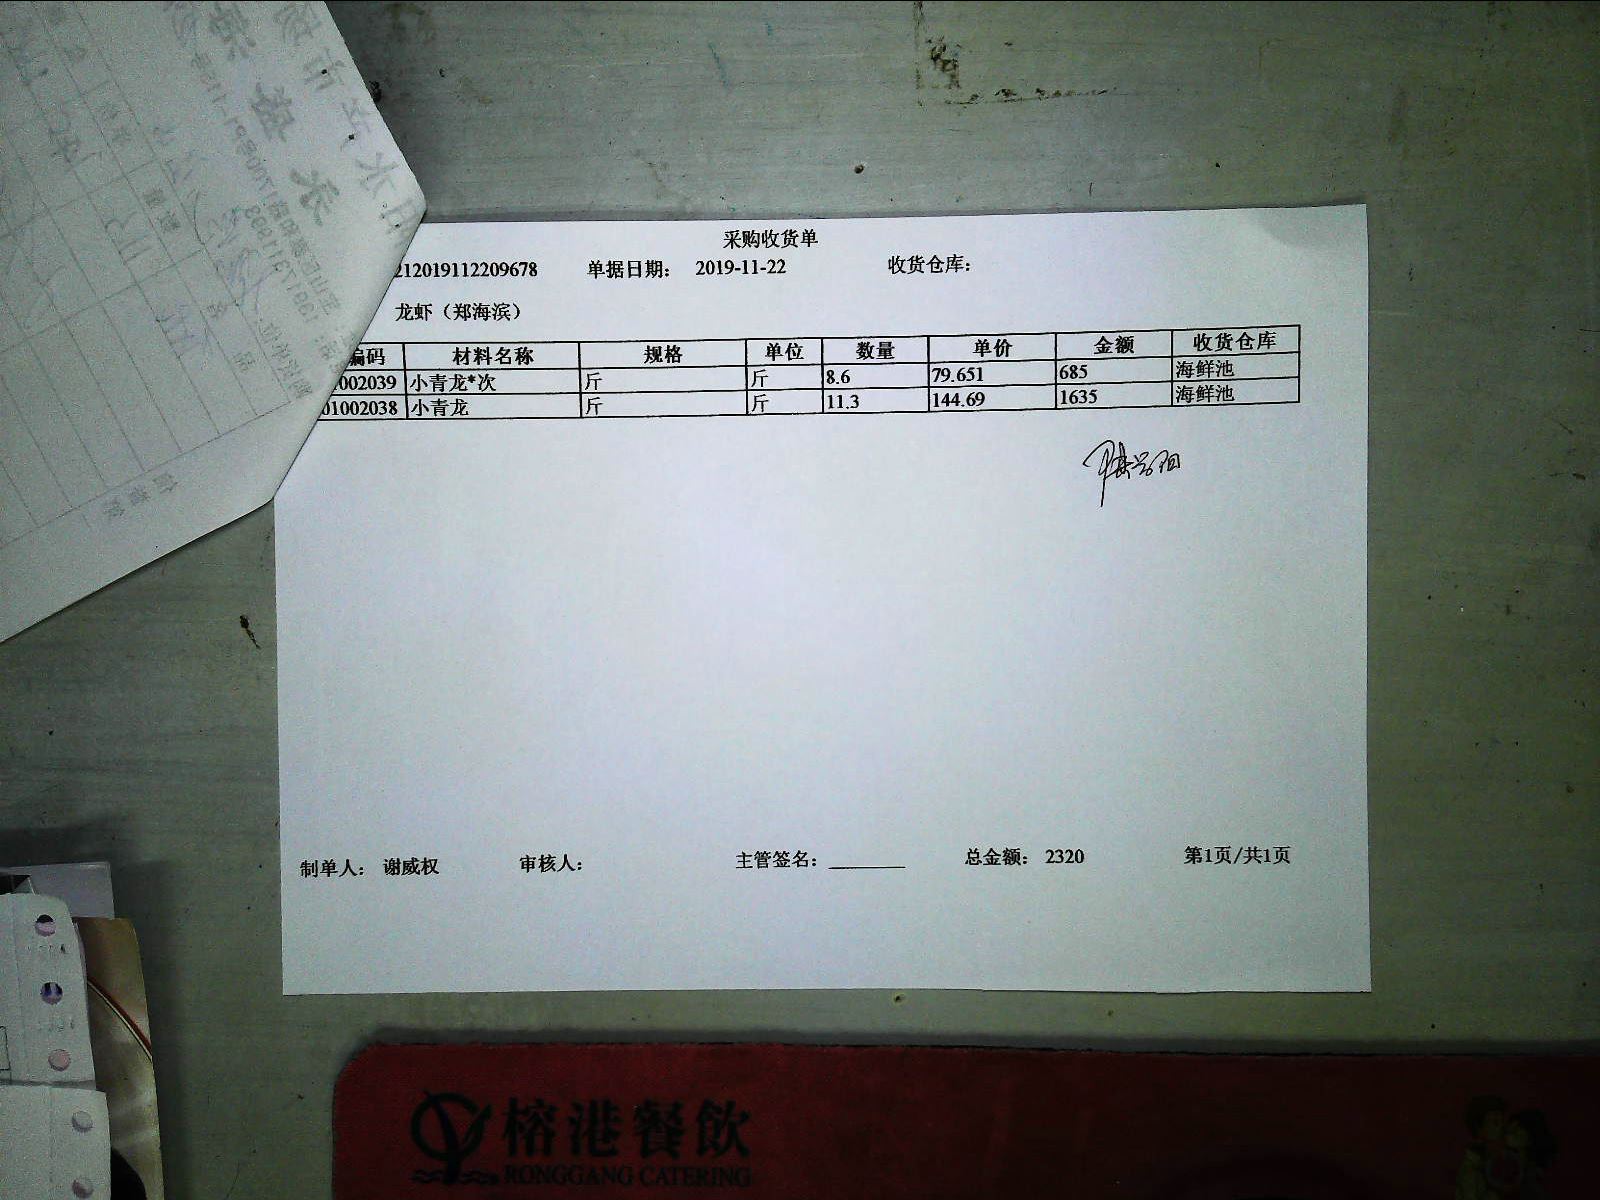 采购收货单
212019112209678 单据日期： 2019-11-22 收货仓库：
龙虾（郑海滨）
编码 材料名称 规格 单位 数量 单价 金额 收货仓库
1002039 小青龙*次 斤 斤 8.6 79.651 685 海鲜池
01002038 小青龙 斤 斤 11.3 144.69 1635 海鲜池
制单人： 谢威权 审核人： 主管签名： 总金额： 2320 第1页/共1页
榕港餐飲
RONGGANG CATERING